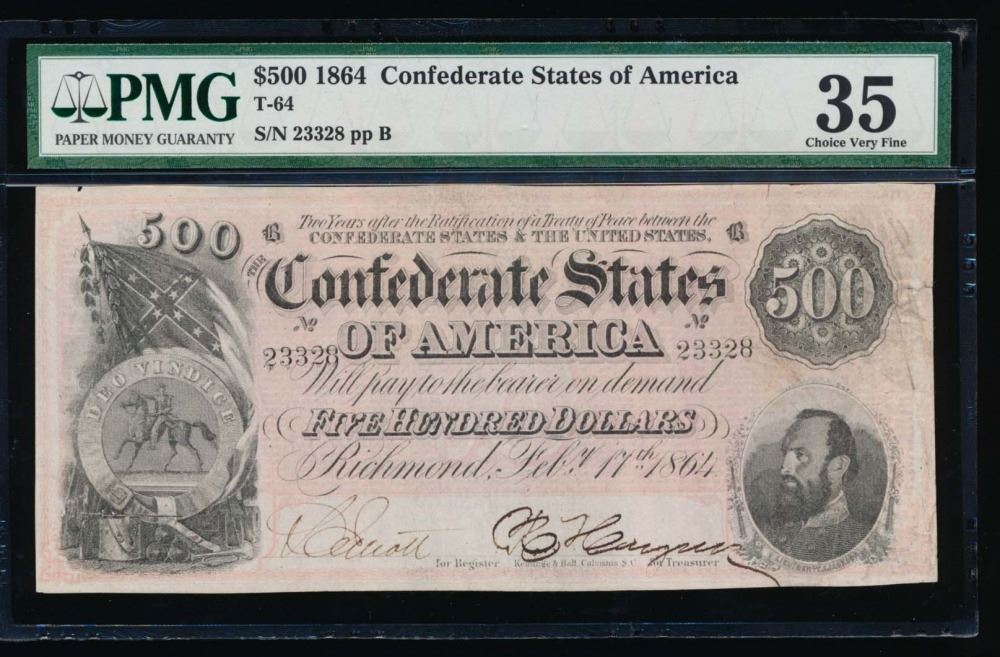 PMG
PAPER MONEY GUARANTY
$500 1864 Confederate States of America
T-64
S/N 23328 pp B
35
Choice Very Fine
500
B
Two Years after the Ratification of a Treaty of Peace between the
CONFEDERATE STATES & THE UNITED STATES,
B
THE
Confederate States
500
No
No
23328
OF AMERICA
23328
DEO VINDICE
Will pay to the bearer on demand
FIVE HUNDRED DOLLARS
Richmond, Feby. 17th 1864
for Register
Keatinge & Ball, Columbia S.C.
for Treasurer